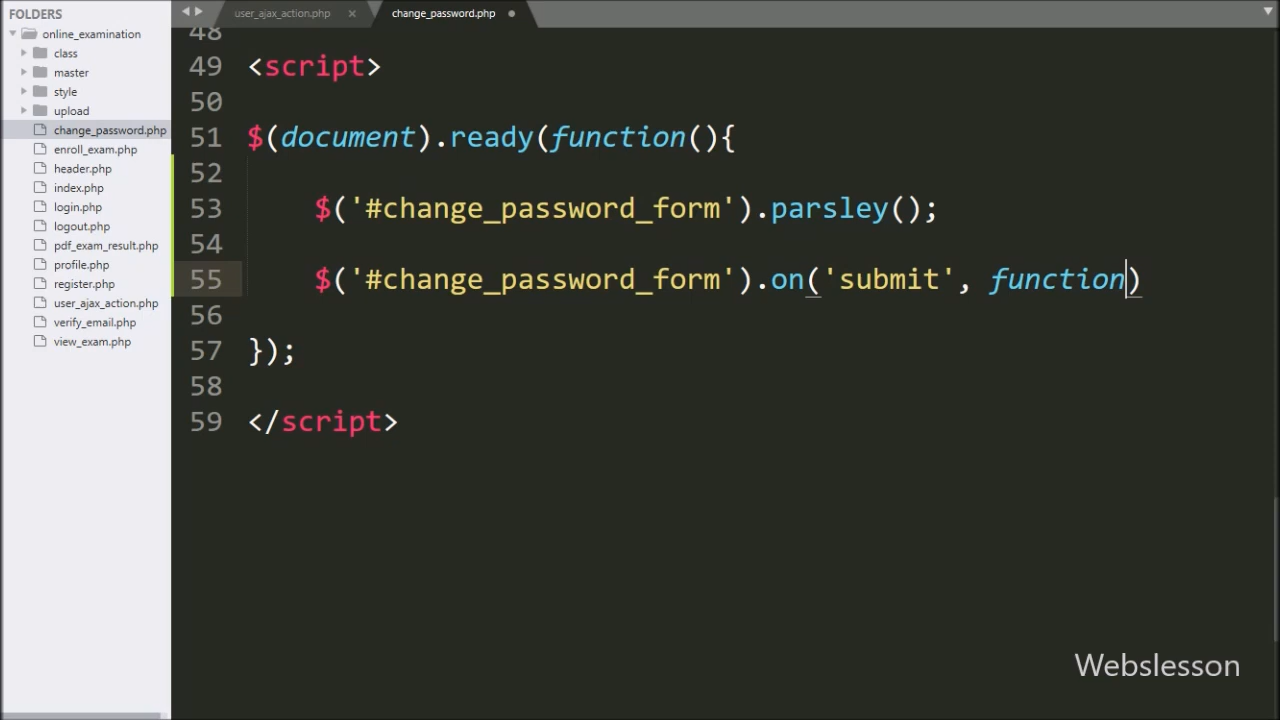 FOLDERS
online_examination
class
master
style
upload
change_password.php
enroll_exam.php
header.php
index.php
login.php
logout.php
pdf_exam_result.php
profile.php
register.php
user_ajax_action.php
verify_email.php
view_exam.php
user_ajax_action.php
change_password.php
48
49 <script>
50
51 $(document).ready(function(){
52
53 $('#change_password_form').parsley();
54
55 $('#change_password_form').on('submit', function)
56
57 });
58
59 </script>
Webslesson